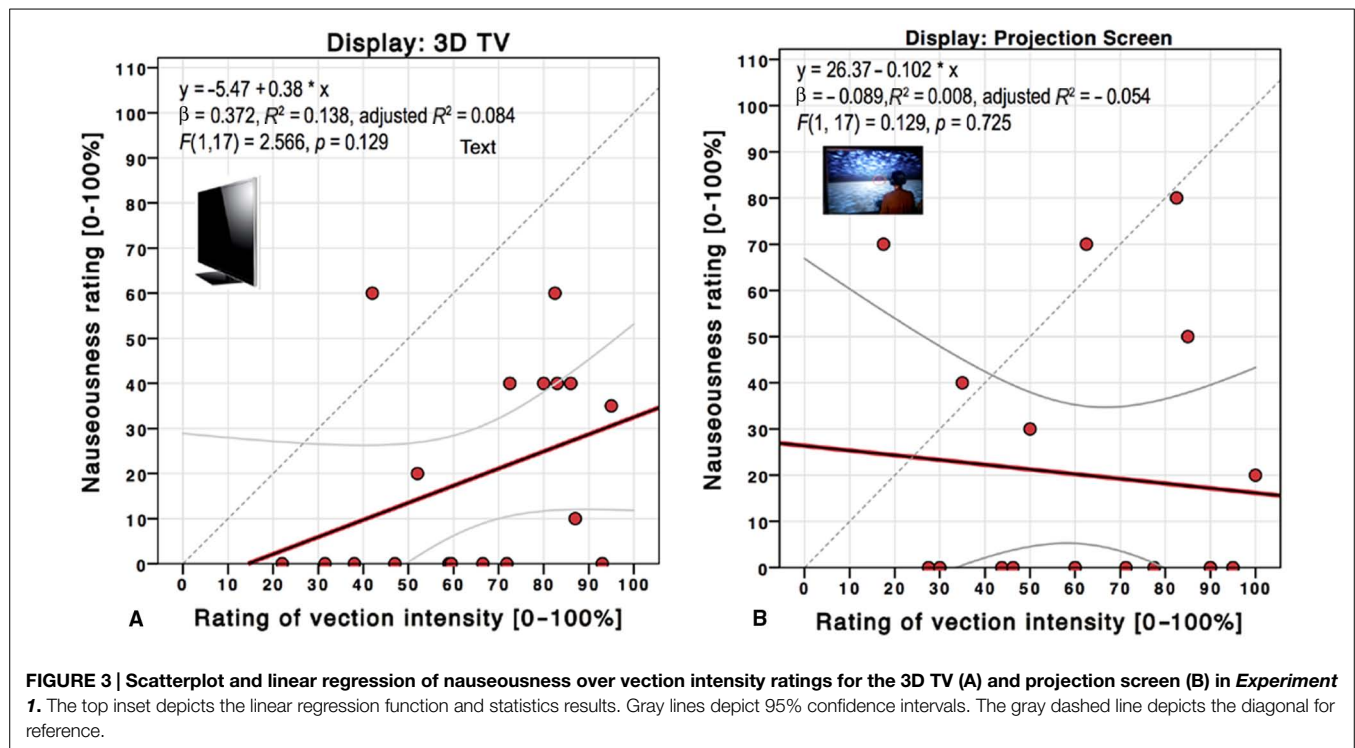 Display: 3D TV
y = -5.47 +0.38 * x
β = 0.372, R² = 0.138, adjusted R² = 0.084
F(1,17) = 2.566, p = 0.129
Text
Nauseousness rating [0-100%]
110
100
90
80
70
60
50
40
30
20
10
0
0 10 20 30 40 50 60 70 80 90 100
A
Rating of vection intensity [0-100%]
Display: Projection Screen
y = 26.37 – 0.102 * x
β = – 0.089, R² = 0.008, adjusted R² = – 0.054
F(1, 17) = 0.129, p = 0.725
Nauseousness rating [0-100%]
110
100
90
80
70
60
50
40
30
20
10
0
0 10 20 30 40 50 60 70 80 90 100
B
Rating of vection intensity [0-100%]
FIGURE 3 | Scatterplot and linear regression of nauseousness over vection intensity ratings for the 3D TV (A) and projection screen (B) in Experiment
1. The top inset depicts the linear regression function and statistics results. Gray lines depict 95% confidence intervals. The gray dashed line depicts the diagonal for
reference.